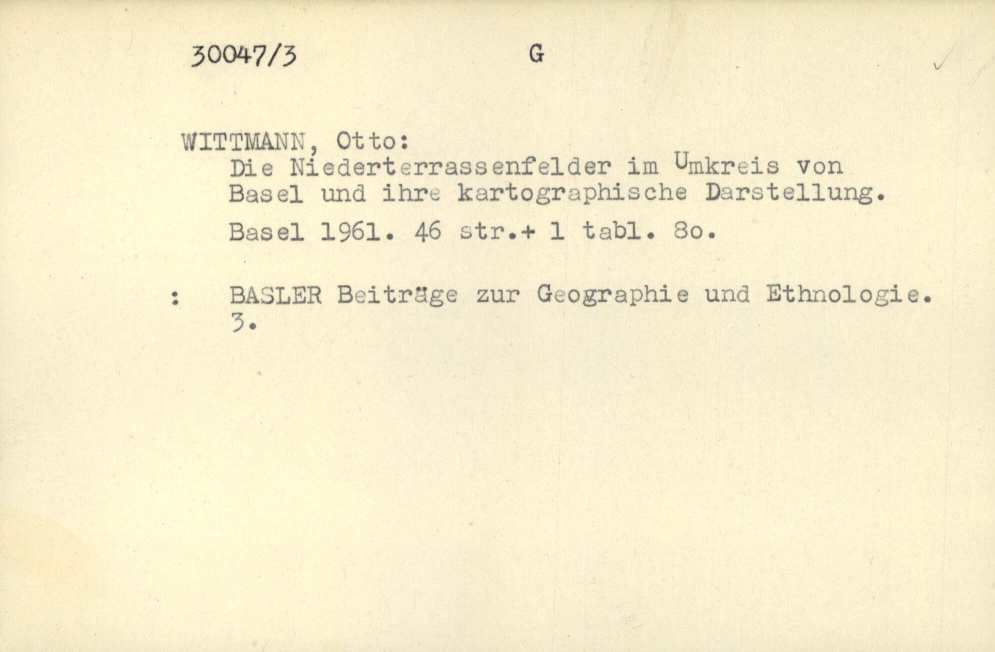 30047/3 G
WITTMANN, Otto:
Die Niederterrassenfelder im Umkreis von
Basel und ihre kartographische Darstellung.
Basel 1961. 46 str.+ 1 tabl. 8o.
: BASLER Beiträge zur Geographie und Ethnologie.
3.